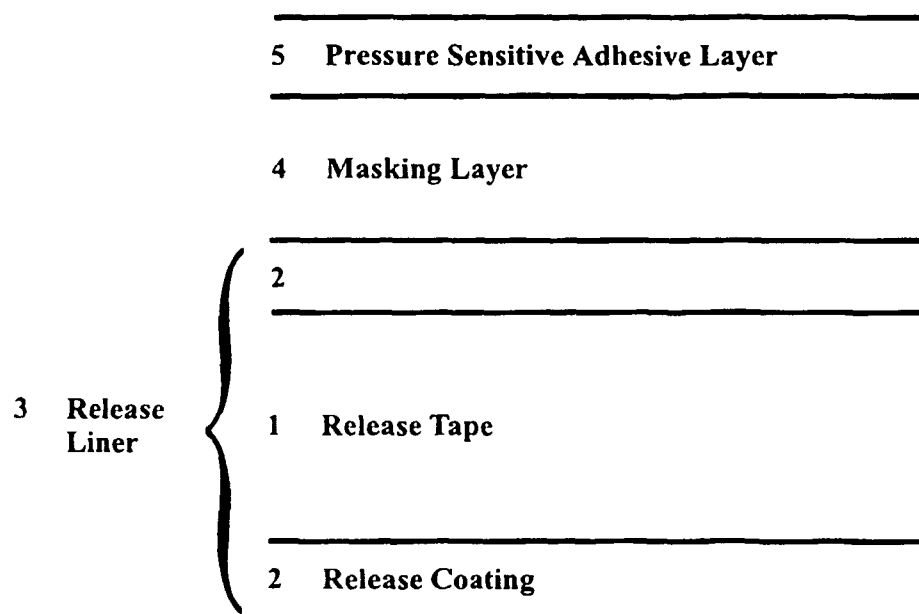 5 Pressure Sensitive Adhesive Layer
4 Masking Layer
2
3 Release
Liner
1 Release Tape
2 Release Coating